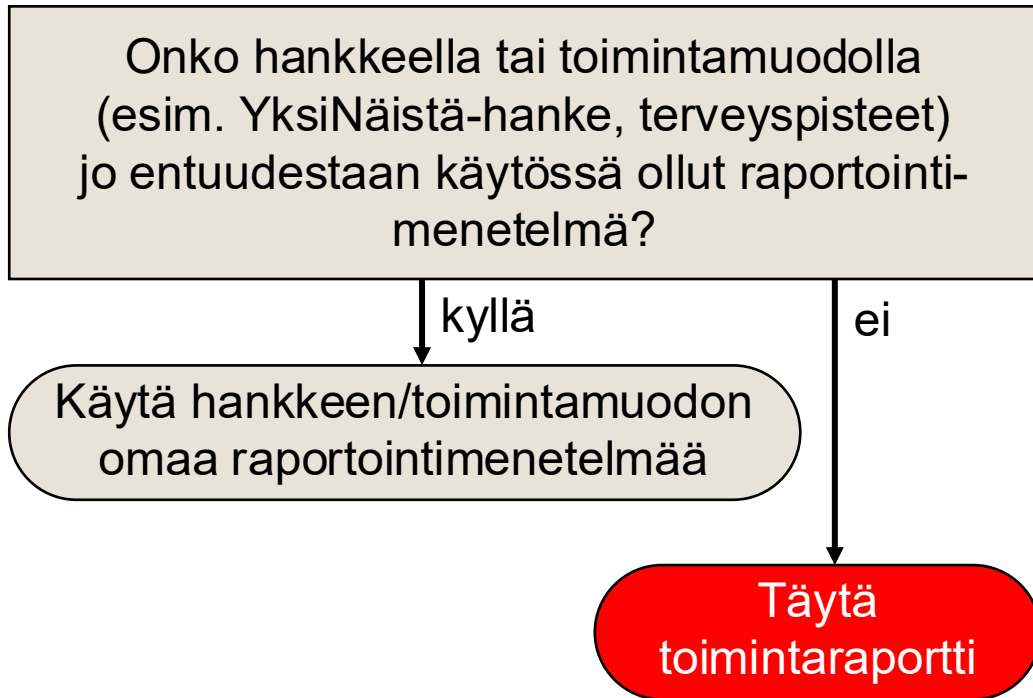 Onko hankkeella tai toimintamuodolla
(esim. YksiNäistä-hanke, terveyspisteet)
jo entuudestaan käytössä ollut raportointi-
menetelmä?
kyllä
ei
Käytä hankkeen/toimintamuodon
omaa raportointimenetelmää
Täytä
toimintaraportti